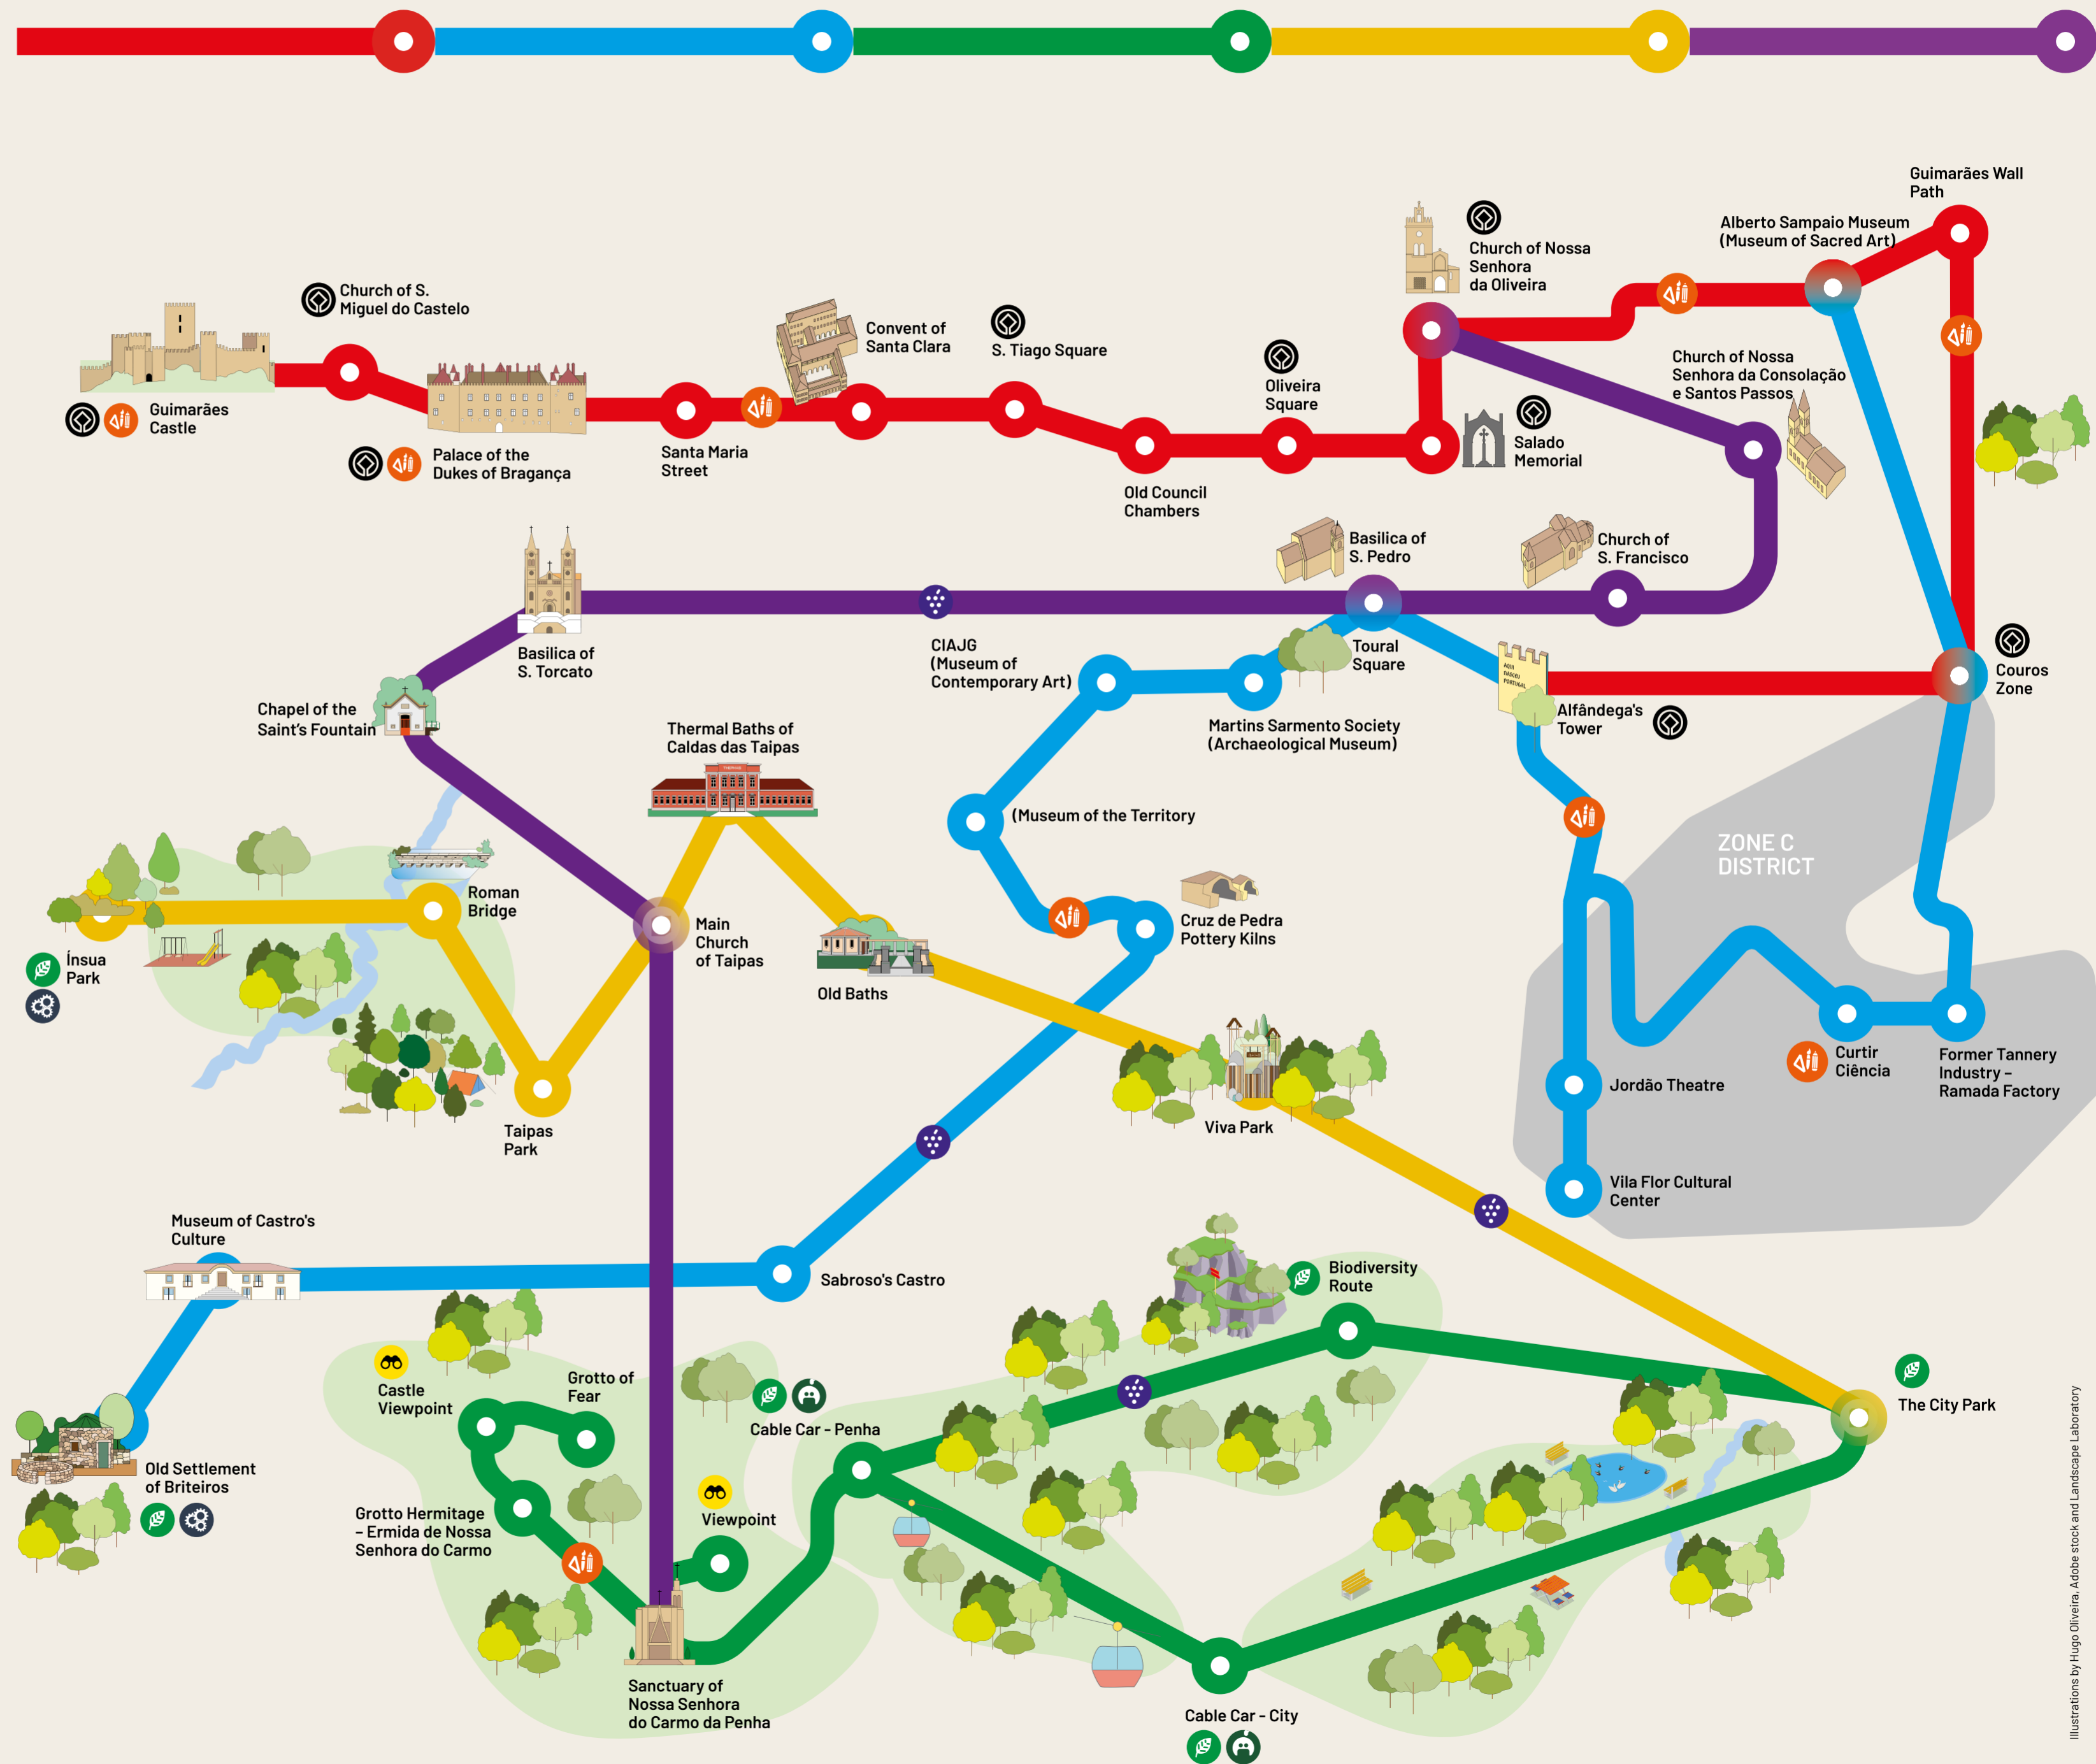 Guimarães Wall
Path
Alberto Sampaio Museum
(Museum of Sacred Art)
Church of Nossa
Senhora
da Oliveira
Church of S.
Miguel do Castelo
Convent of
Santa Clara
S. Tiago Square
Church of Nossa
Senhora da Consolação
e Santos Passos
Oliveira
Square
Guimarães
Castle
Palace of the
Dukes of Bragança
Santa Maria
Street
Salado
Memorial
Old Council
Chambers
Basilica of
S. Pedro
Church of
S. Francisco
Basilica of
S. Torcato
CIAJG
(Museum of
Contemporary Art)
Toural
Square
Couros
Zone
AQUI
NASCEU
PORTUGAL
Alfândega's
Tower
Chapel of the
Saint's Fountain
Martins Sarmento Society
(Archaeological Museum)
Thermal Baths of
Caldas das Taipas
(Museum of the Territory
ZONE C
DISTRICT
Roman
Bridge
Main
Church
of Taipas
Cruz de Pedra
Pottery Kilns
Ínsua
Park
Old Baths
Curtir
Ciência
Former Tannery
Industry –
Ramada Factory
Jordão Theatre
Taipas
Park
Viva Park
Vila Flor Cultural
Center
Museum of Castro's
Culture
Sabroso's Castro
Biodiversity
Route
Castle
Viewpoint
Grotto of
Fear
Cable Car - Penha
The City Park
Old Settlement
of Briteiros
Grotto Hermitage
– Ermida de Nossa
Senhora do Carmo
Viewpoint
Sanctuary of
Nossa Senhora
do Carmo da Penha
Cable Car - City
Illustrations by Hugo Oliveira, Adobe stock and Landscape Laboratory